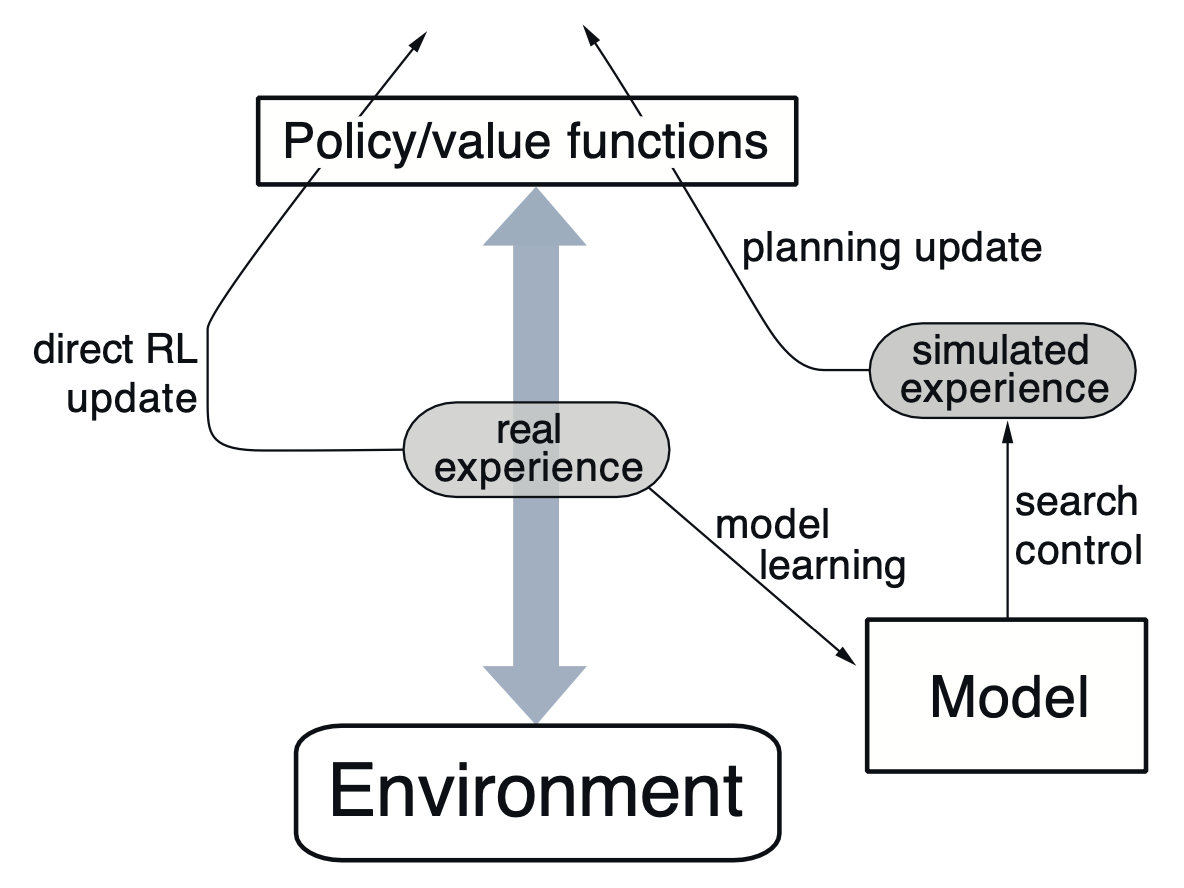 Policy/value functions
planning update
direct RL
update
simulated
experience
real
experience
model
learning
search
control
Model
Environment